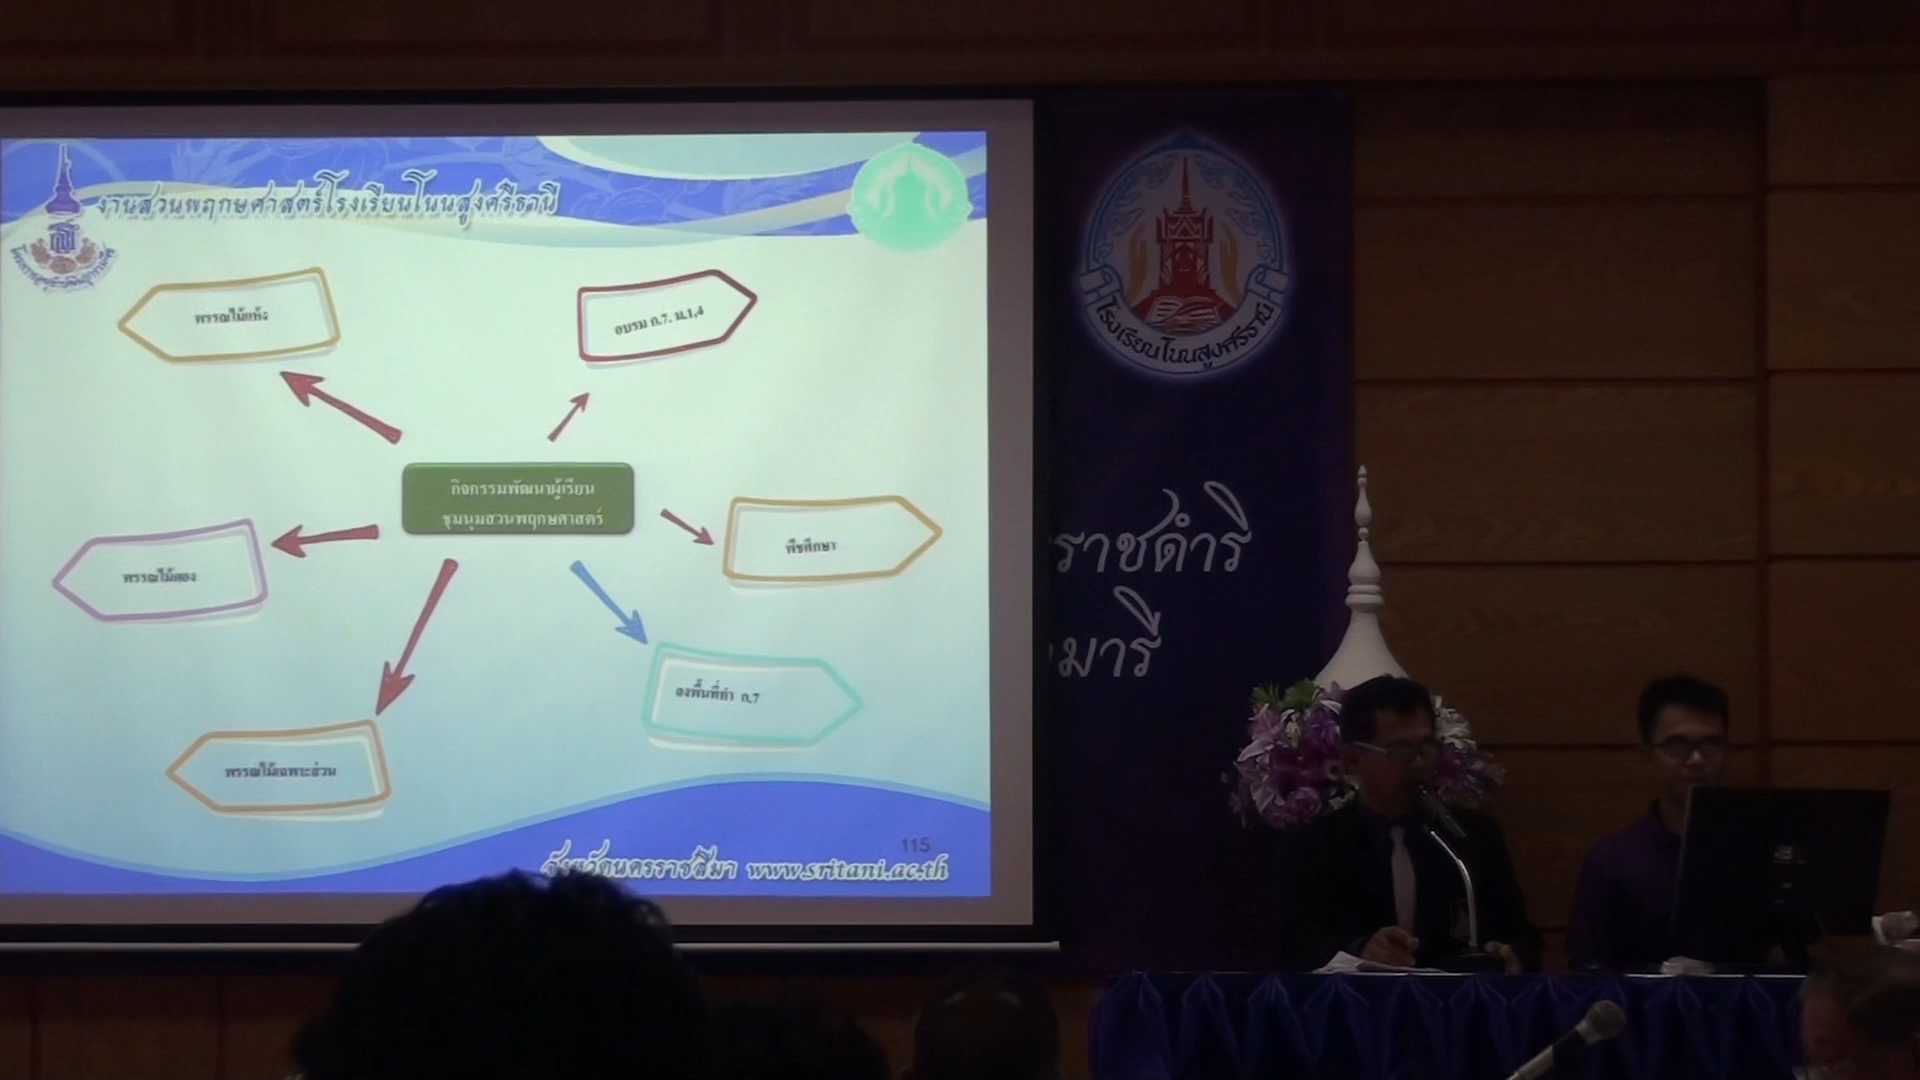 งานสวนพฤกษศาสตร์โรงเรียนโนนสูงศรีธานี
พรรณไม้แห้ง
อบรม ก.7. ม.1,4
กิจกรรมพัฒนาผู้เรียน
ชุมนุมสวนพฤกษศาสตร์
พืชศึกษา
พรรณไม้ดอง
ลงพื้นที่ทำ ก.7
พรรณไม้เฉพาะส่วน
115
จังหวัดนครราชสีมา www.sritani.ac.th
โรงเรียนโนนสูงศรีธานี
ราชดำริ
มารี